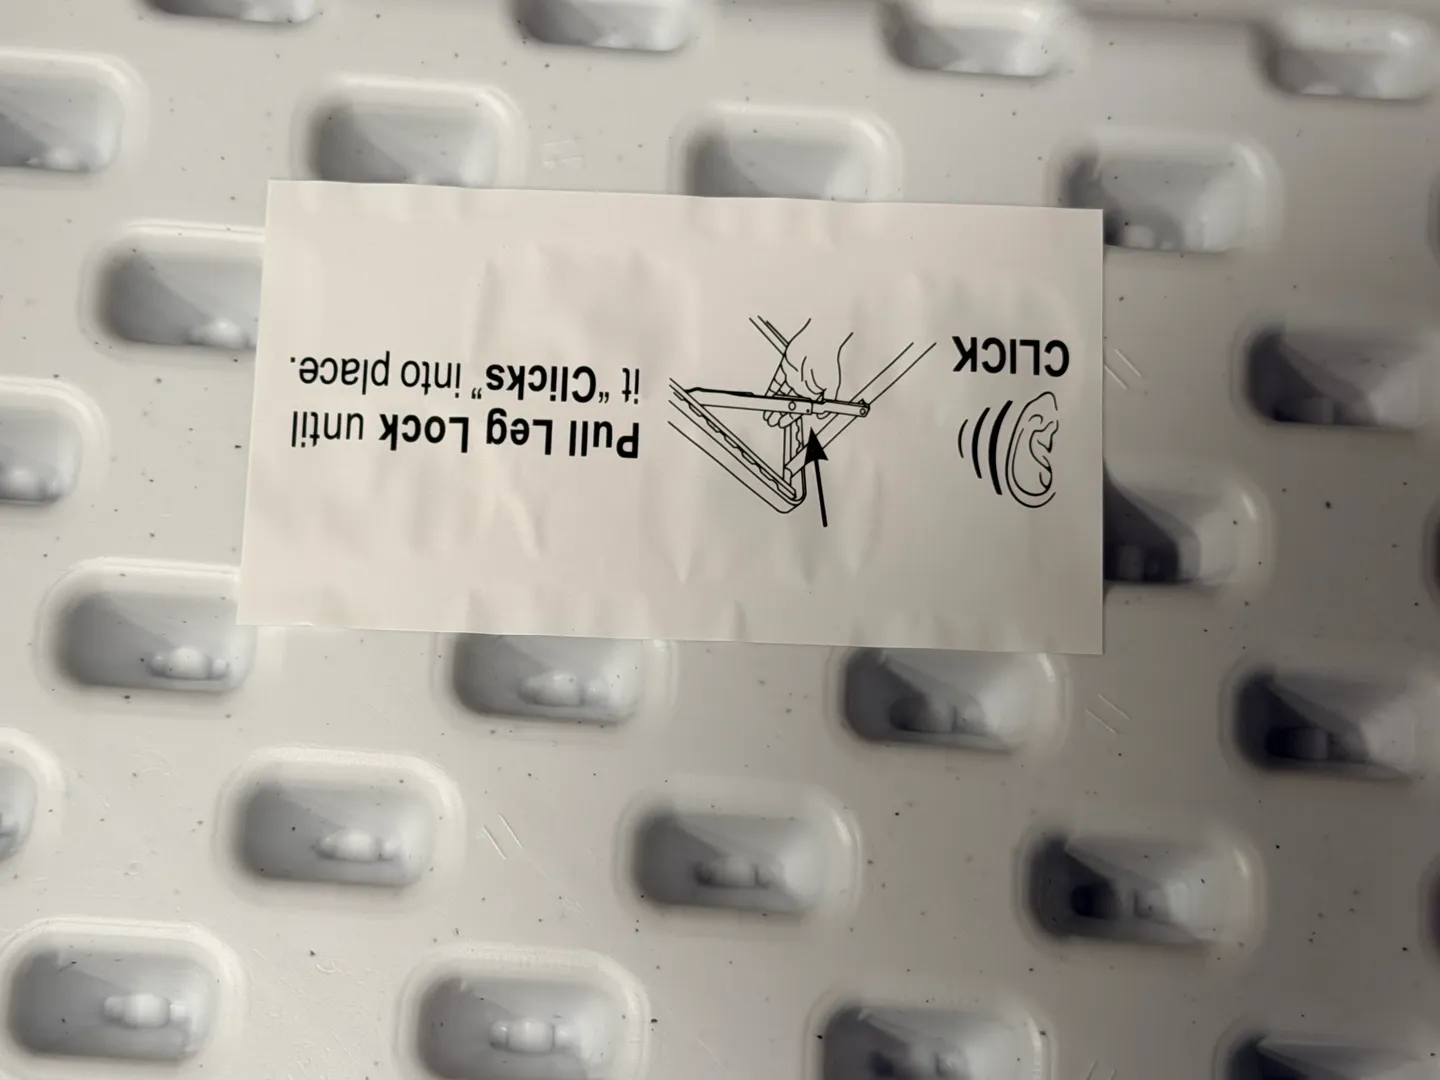 CLICK
Pull Leg Lock until
it “Clicks” into place.